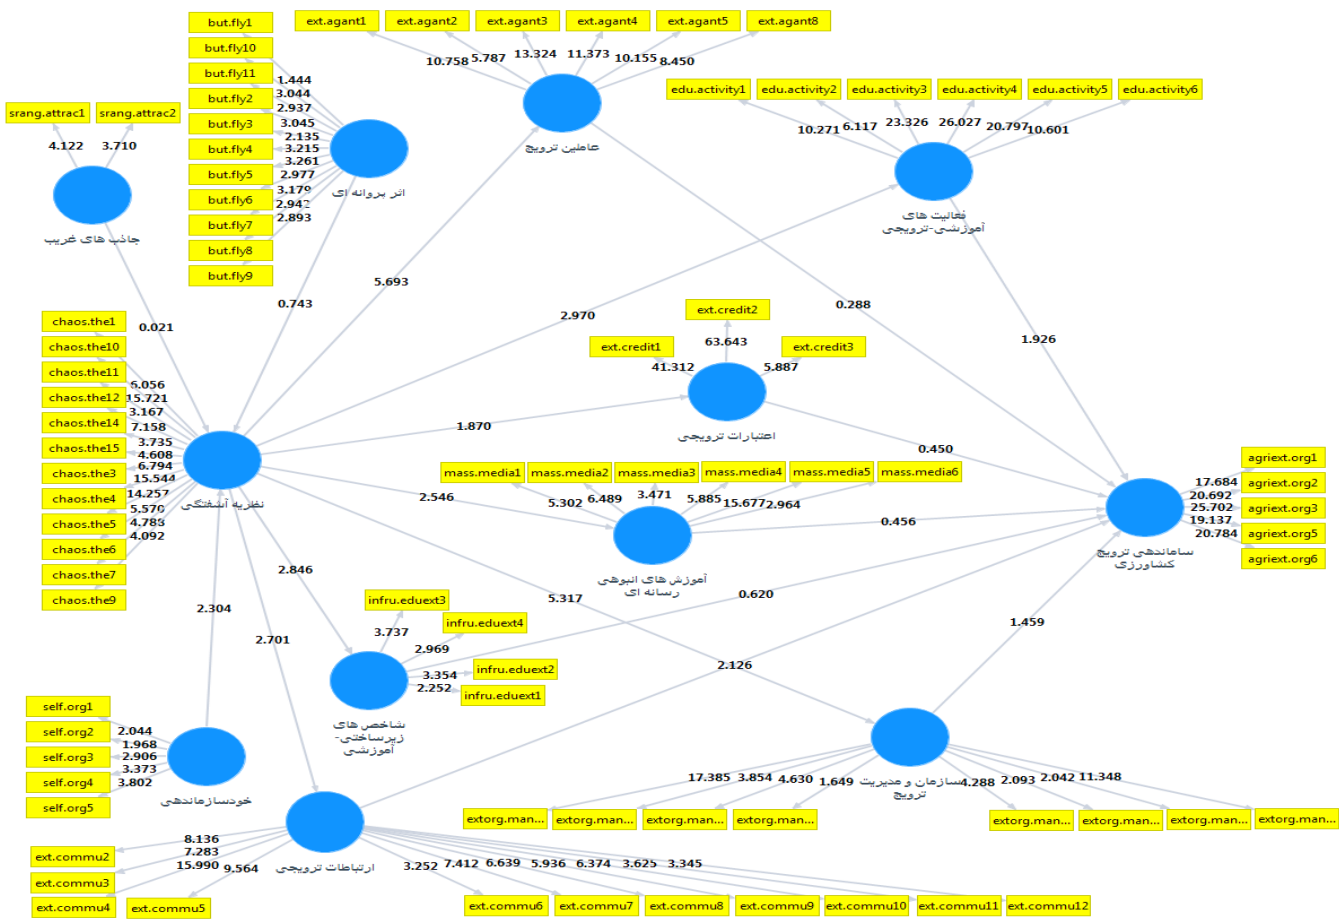 but.fly1
but.fly10
but.fly11
but.fly2
but.fly3
but.fly4
but.fly5
but.fly6
but.fly7
but.fly8
but.fly9
1.444
3.044
2.937
3.045
2.135
3.215
3.261
2.977
3.179
2.942
2.893
اثر پروانه ای
ext.agant1
ext.agant2
ext.agant3
ext.agant4
ext.agant5
ext.agant8
10.758
5.787
13.324
11.373
10.155
8.450
عاملین ترویج
edu.activity1
edu.activity2
edu.activity3
edu.activity4
edu.activity5
edu.activity6
10.271
6.117
23.326
26.027
20.797
10.601
فعالیت های
آموزشی-ترویجی
srang.attrac1
srang.attrac2
4.122
3.710
جاذب های غریب
0.021
0.743
5.693
2.970
0.288
1.926
chaos.the1
chaos.the10
chaos.the11
chaos.the12
chaos.the14
chaos.the15
chaos.the3
chaos.the4
chaos.the5
chaos.the6
chaos.the7
chaos.the9
6.056
15.721
3.167
7.158
3.735
4.608
6.794
15.544
14.257
5.570
4.783
4.092
نظریه آشفتگی
ext.credit2
ext.credit1
ext.credit3
63.643
41.312
5.887
اعتبارات ترویجی
1.870
0.450
mass.media1
mass.media2
mass.media3
mass.media4
mass.media5
mass.media6
5.302
6.489
3.471
5.885
15.677
2.964
آموزش های انبوهی
رسانه ای
2.546
0.456
agriext.org1
agriext.org2
agriext.org3
agriext.org5
agriext.org6
17.684
20.692
25.702
19.137
20.784
ساماندهی ترویج
کشاورزی
2.846
5.317
0.620
2.304
2.701
2.126
1.459
infru.eduext3
infru.eduext4
infru.eduext2
infru.eduext1
3.737
2.969
3.354
2.252
شاخص های
زیرساختی-
آموزشی
self.org1
self.org2
self.org3
self.org4
self.org5
2.044
1.968
2.906
3.373
3.802
خودسازماندهی
سازمان و مدیریت
ترویج
17.385
3.854
4.630
1.649
4.288
2.093
2.042
11.348
extorg.man...
extorg.man...
extorg.man...
extorg.man...
extorg.man...
extorg.man...
extorg.man...
extorg.man...
ارتباطات ترویجی
8.136
7.283
15.990
9.564
3.252
7.412
6.639
5.936
6.374
3.625
3.345
ext.commu2
ext.commu3
ext.commu4
ext.commu5
ext.commu6
ext.commu7
ext.commu8
ext.commu9
ext.commu10
ext.commu11
ext.commu12